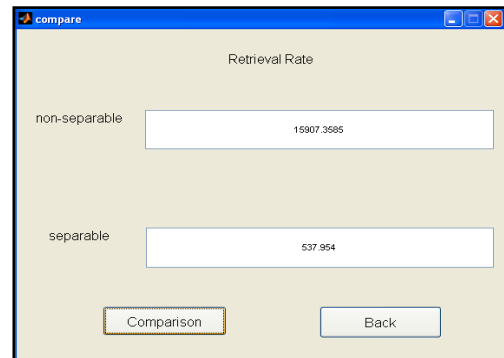 compare
Retrieval Rate
non-separable
15907.3585
separable
537.954
Comparison
Back